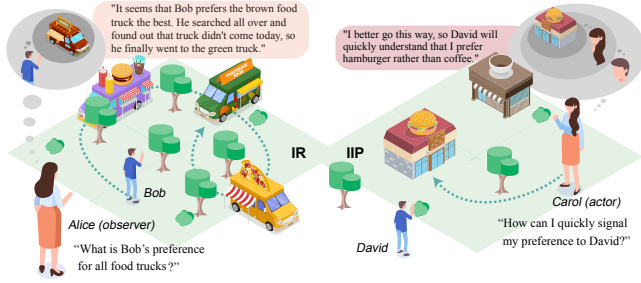 "It seems that Bob prefers the brown food
truck the best. He searched all over and
found out that truck didn't come today, so
he finally went to the green truck."
"I better go this way, so David will
quickly understand that I prefer
hamburger rather than coffee."
IR
IIP
Bob
Alice (observer)
"What is Bob's preference
for all food trucks?"
David
Carol (actor)
"How can I quickly signal
my preference to David?"